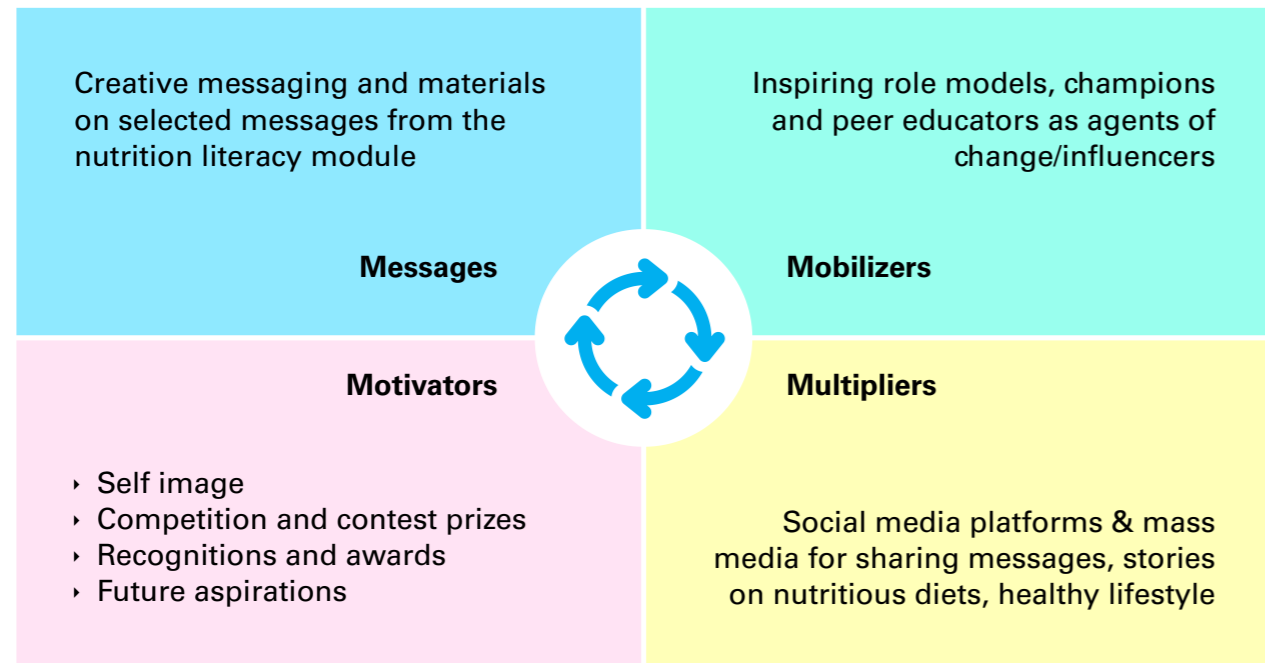 Creative messaging and materials
on selected messages from the
nutrition literacy module
Messages
Inspiring role models, champions
and peer educators as agents of
change/influencers
Mobilizers
Motivators
‣ Self image
‣ Competition and contest prizes
‣ Recognitions and awards
‣ Future aspirations
Multipliers
Social media platforms & mass
media for sharing messages, stories
on nutritious diets, healthy lifestyle